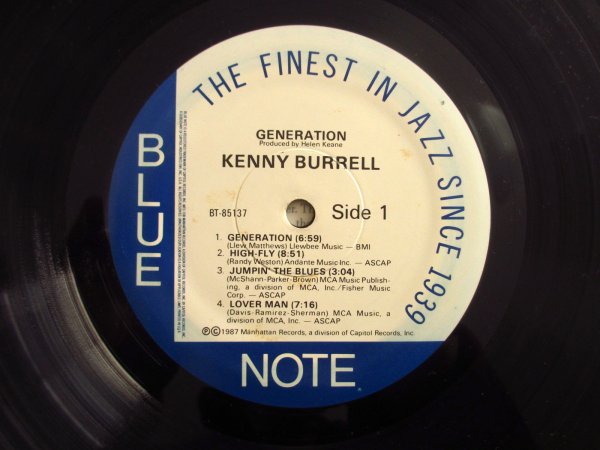 THE FINEST IN JAZZ SINCE 1939
BLUE
GENERATION
Produced by Helen Keane
KENNY BURRELL
BT-85137
Side 1
1. GENERATION (6:59)
(Llew Matthews) Llewbee Music — BMI
2. HIGH-FLY (8:51)
(Randy Weston) Andante Music Inc. — ASCAP
3. JUMPIN' THE BLUES (3:04)
(McShann-Parker-Brown) MCA Music Publish-
ing, a division of MCA, Inc./Fisher Music
Corp. — ASCAP
4. LOVER MAN (7:16)
(Davis-Ramirez-Sherman) MCA Music, a
division of MCA, Inc. — ASCAP
℗©1987 Manhattan Records, a division of Capitol Records, Inc.
NOTE